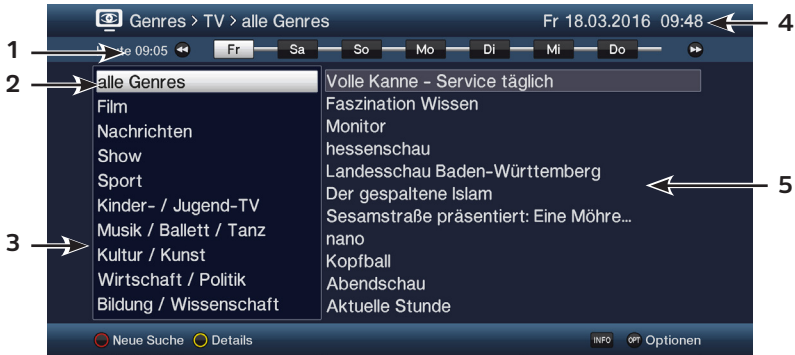 Genres > TV > alle Genres Fr 18.03.2016 09:48 4
1 09:05 Fr Sa So Mo Di Mi Do
2 alle Genres
Film
Nachrichten
Show
Sport
Kinder- / Jugend-TV
Musik / Ballett / Tanz
3 Kultur / Kunst
Wirtschaft / Politik
Bildung / Wissenschaft
Volle Kanne - Service täglich
Faszination Wissen
Monitor
hessenschau
Landesschau Baden-Württemberg
Der gespaltene Islam 5
Sesamstraße präsentiert: Eine Möhre...
nano
Kopfball
Abendschau
Aktuelle Stunde
Neue Suche Details INFO OPT Optionen